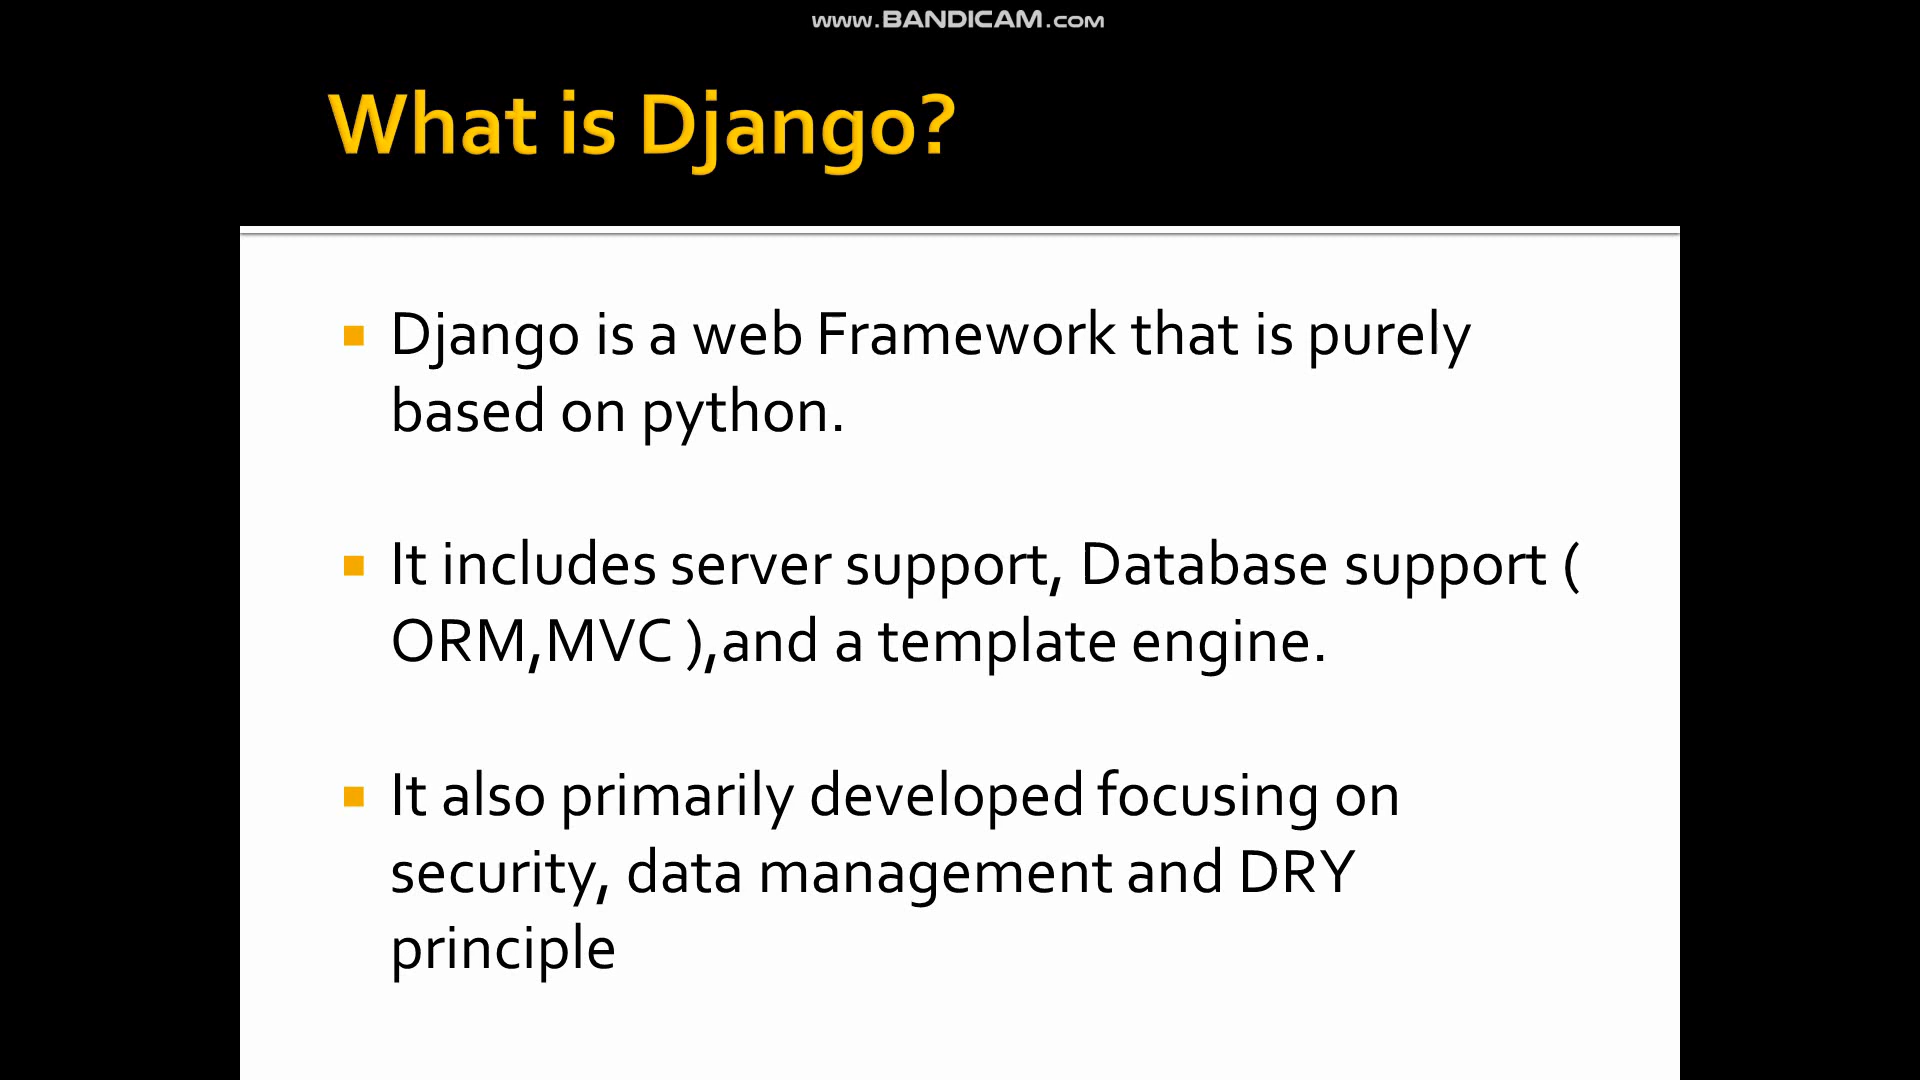 www.BANDICAM.com
What is Django?
Django is a web Framework that is purely
based on python.
It includes server support, Database support (
ORM,MVC ),and a template engine.
It also primarily developed focusing on
security, data management and DRY
principle